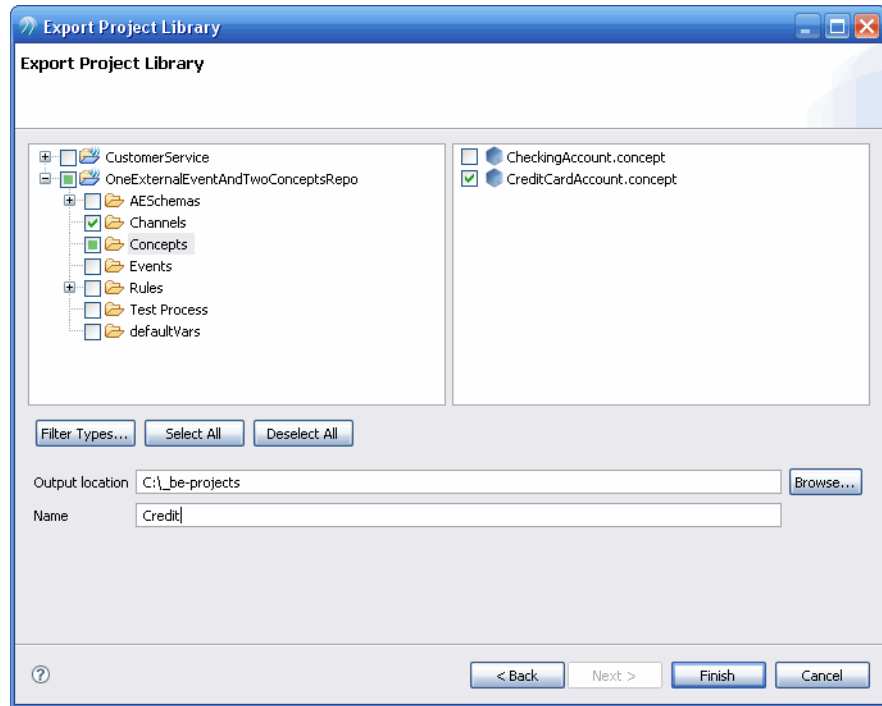 Export Project Library
Export Project Library
CustomerService
OneExternalEventAndTwoConceptsRepo
AESchemas
Channels
Concepts
Events
Rules
Test Process
defaultVars
CheckingAccount.concept
CreditCardAccount.concept
Filter Types... Select All Deselect All
Output location C:\_be-projects Browse...
Name Credit
? < Back Next > Finish Cancel